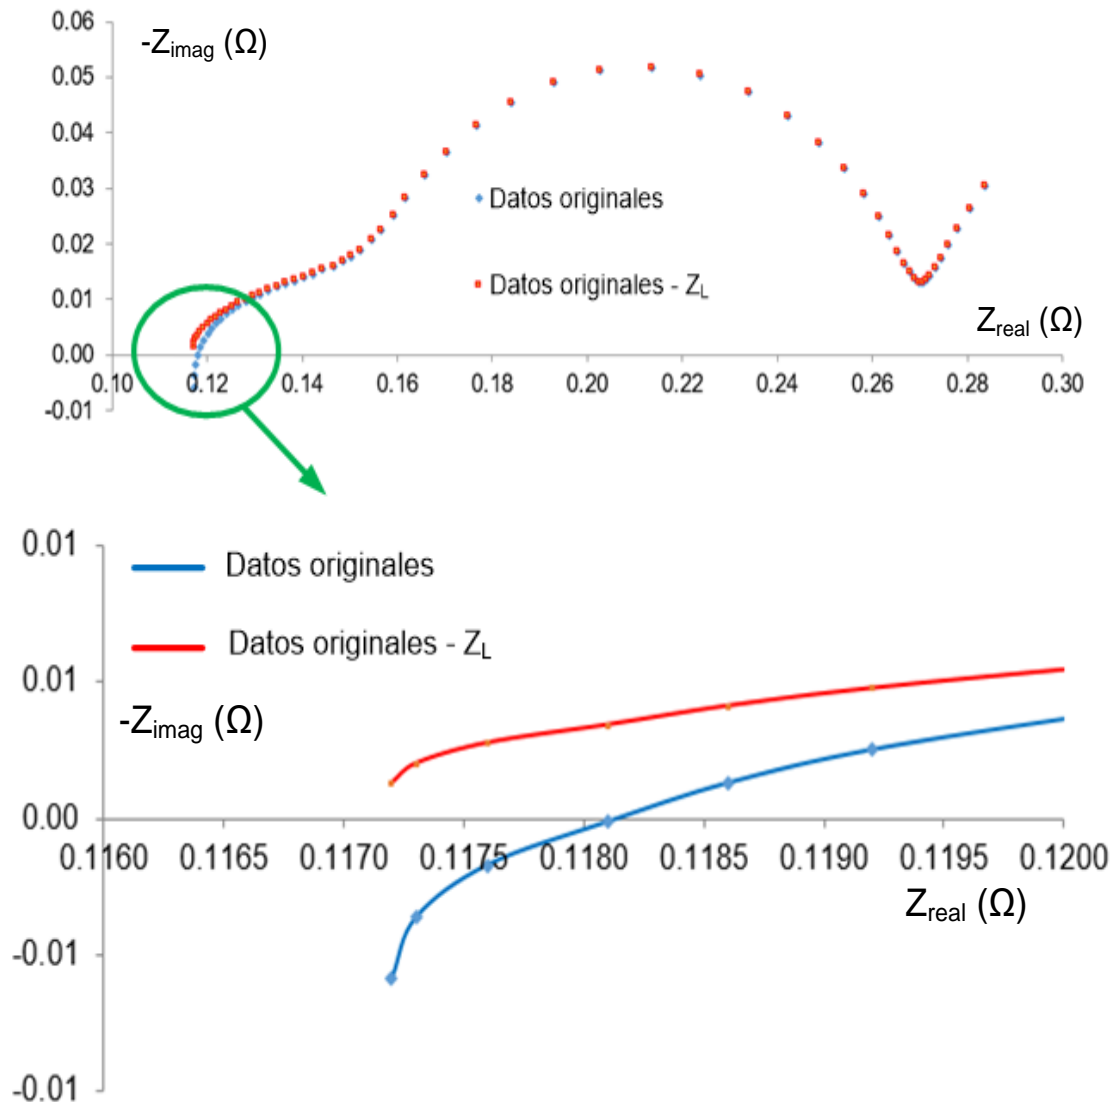 0.06
-Zimag (Ω)
0.05
0.04
0.03
Datos originales
0.02
Datos originales - ZL
0.01
Zreal (Ω)
0.00
0.10 0.12 0.14 0.16 0.18 0.20 0.22 0.24 0.26 0.28 0.30
-0.01
0.01
Datos originales
Datos originales - ZL
0.01
-Zimag (Ω)
0.00
0.1160 0.1165 0.1170 0.1175 0.1180 0.1185 0.1190 0.1195 0.1200
Zreal (Ω)
-0.01
-0.01